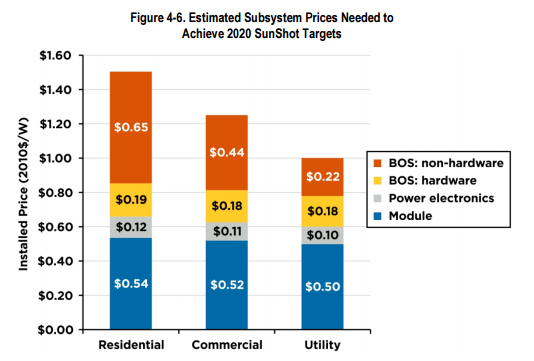 Figure 4-6. Estimated Subsystem Prices Needed to
Achieve 2020 SunShot Targets
Installed Price (2010$/W)
$1.60
$1.40
$1.20
$1.00
$0.80
$0.60
$0.40
$0.20
$0.00
$0.65
$0.19
$0.12
$0.54
$0.44
$0.18
$0.11
$0.52
$0.22
$0.18
$0.10
$0.50
Residential
Commercial
Utility
BOS: non-hardware
BOS: hardware
Power electronics
Module